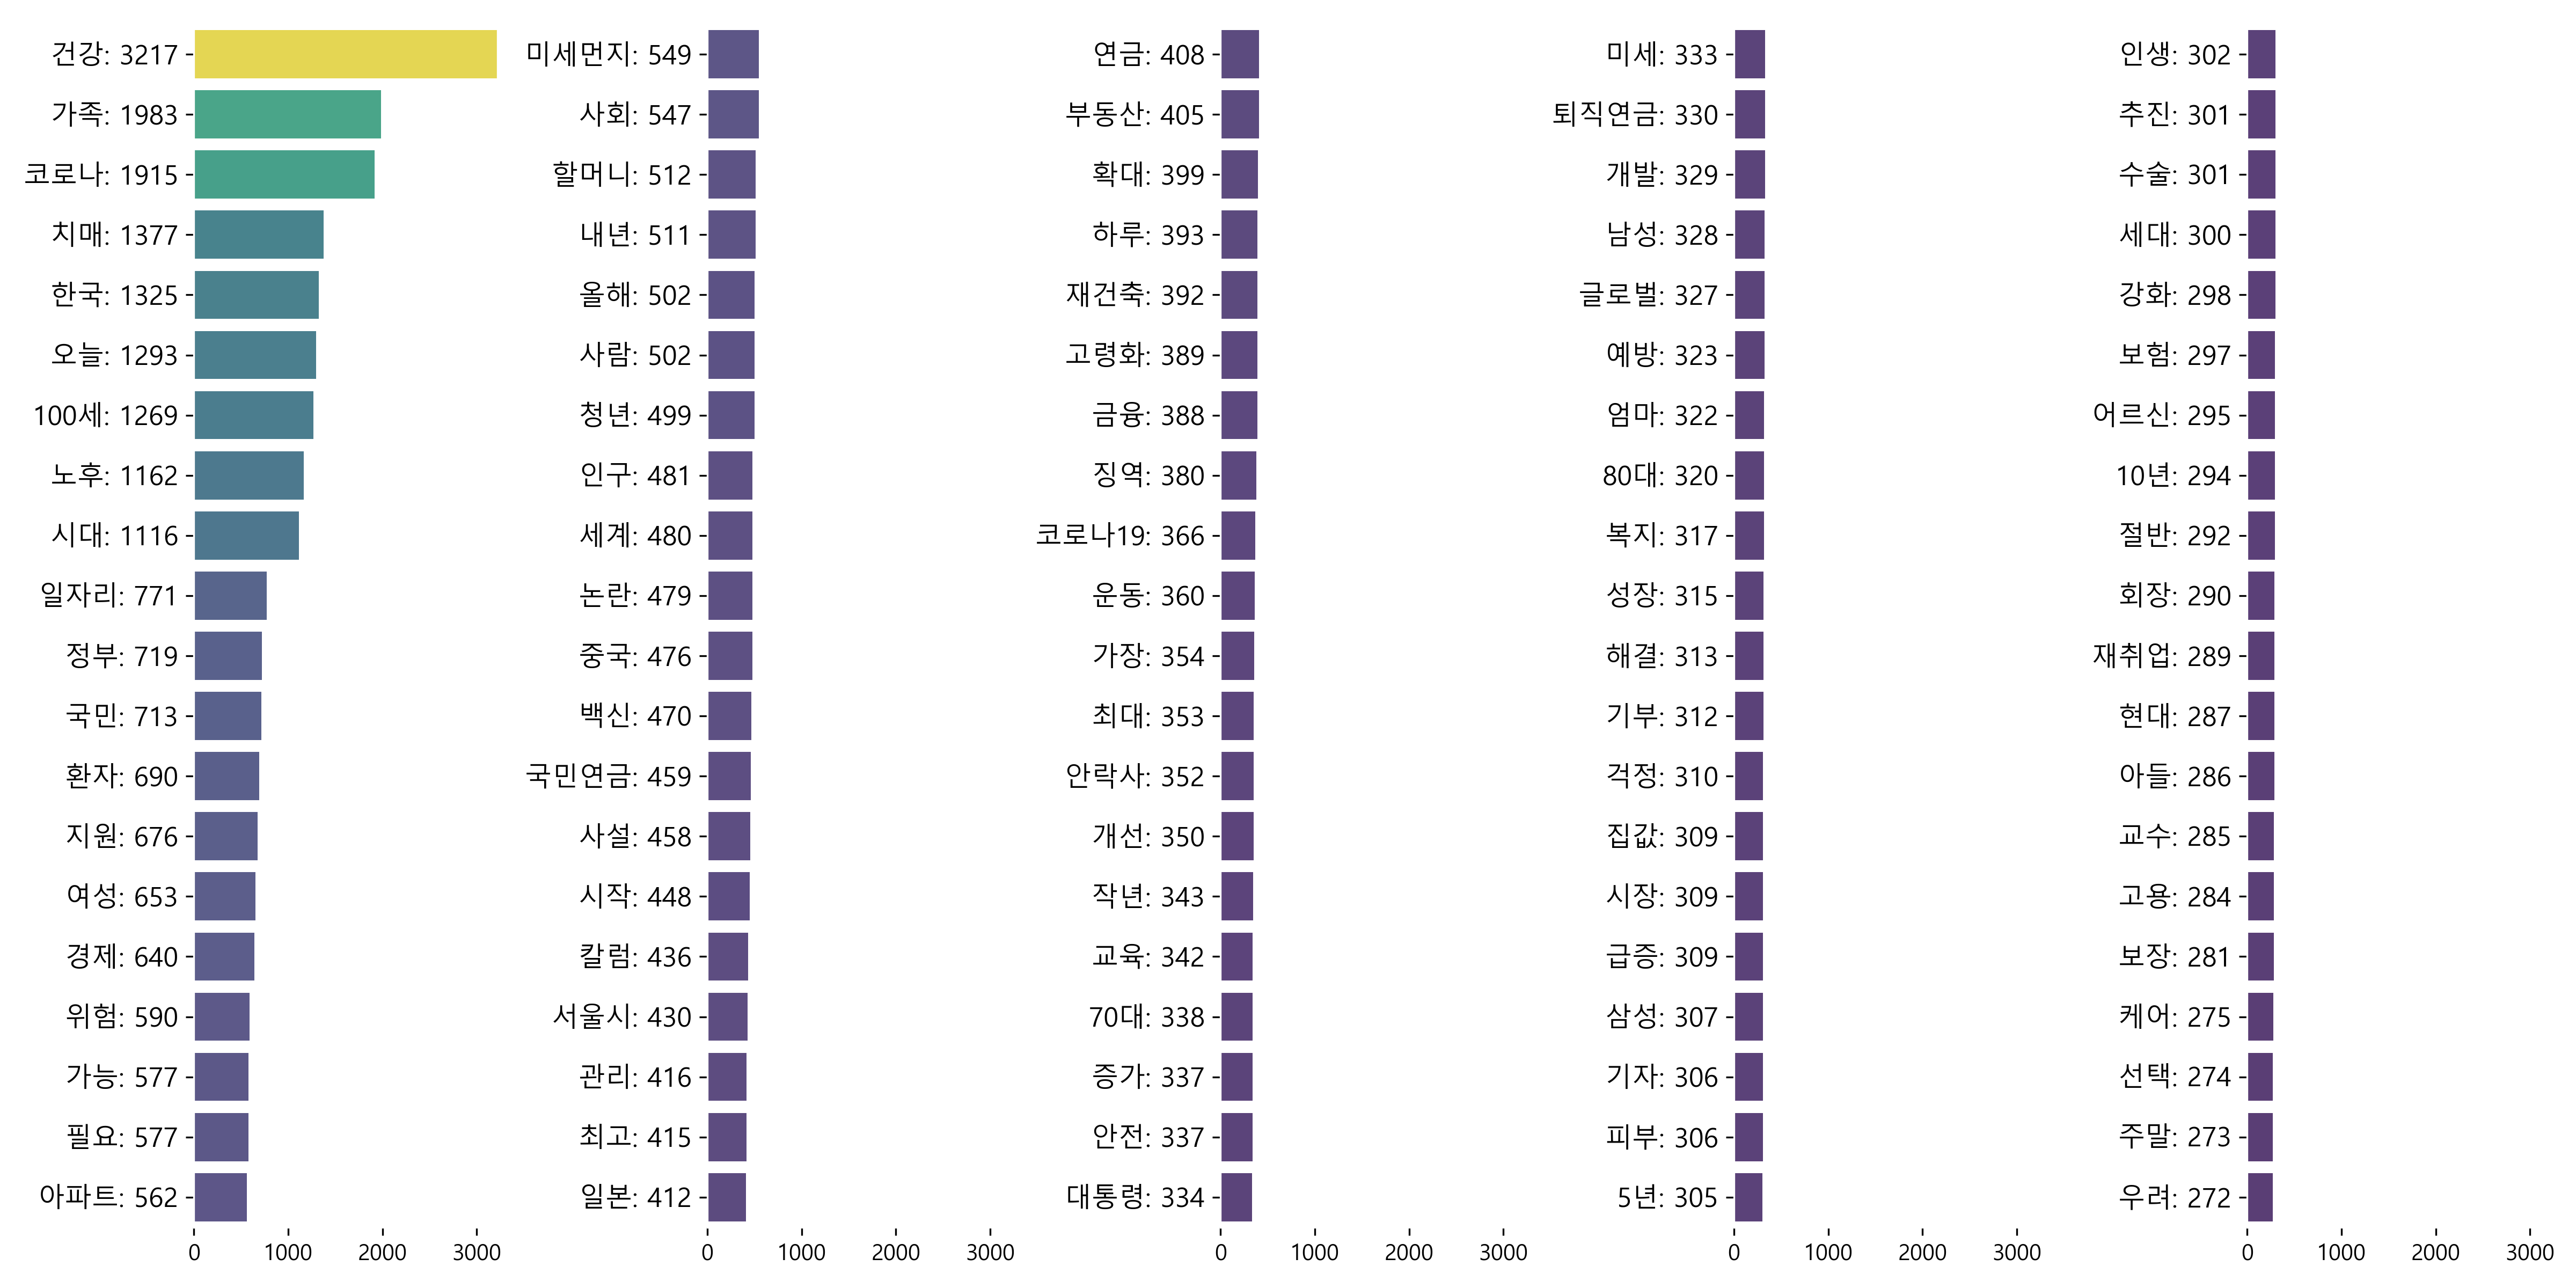 건강: 3217
가족: 1983
코로나: 1915
치매: 1377
한국: 1325
오늘: 1293
100세: 1269
노후: 1162
시대: 1116
일자리: 771
정부: 719
국민: 713
환자: 690
지원: 676
여성: 653
경제: 640
위험: 590
가능: 577
필요: 577
아파트: 562
0 1000 2000 3000
미세먼지: 549
사회: 547
할머니: 512
내년: 511
올해: 502
사람: 502
청년: 499
인구: 481
세계: 480
논란: 479
중국: 476
백신: 470
국민연금: 459
사설: 458
시작: 448
칼럼: 436
서울시: 430
관리: 416
최고: 415
일본: 412
0 1000 2000 3000
연금: 408
부동산: 405
확대: 399
하루: 393
재건축: 392
고령화: 389
금융: 388
징역: 380
코로나19: 366
운동: 360
가장: 354
최대: 353
안락사: 352
개선: 350
작년: 343
교육: 342
70대: 338
증가: 337
안전: 337
대통령: 334
0 1000 2000 3000
미세: 333
퇴직연금: 330
개발: 329
남성: 328
글로벌: 327
예방: 323
엄마: 322
80대: 320
복지: 317
성장: 315
해결: 313
기부: 312
걱정: 310
집값: 309
시장: 309
급증: 309
삼성: 307
기자: 306
피부: 306
5년: 305
0 1000 2000 3000
인생: 302
추진: 301
수술: 301
세대: 300
강화: 298
보험: 297
어르신: 295
10년: 294
절반: 292
회장: 290
재취업: 289
현대: 287
아들: 286
교수: 285
고용: 284
보장: 281
케어: 275
선택: 274
주말: 273
우려: 272
0 1000 2000 3000